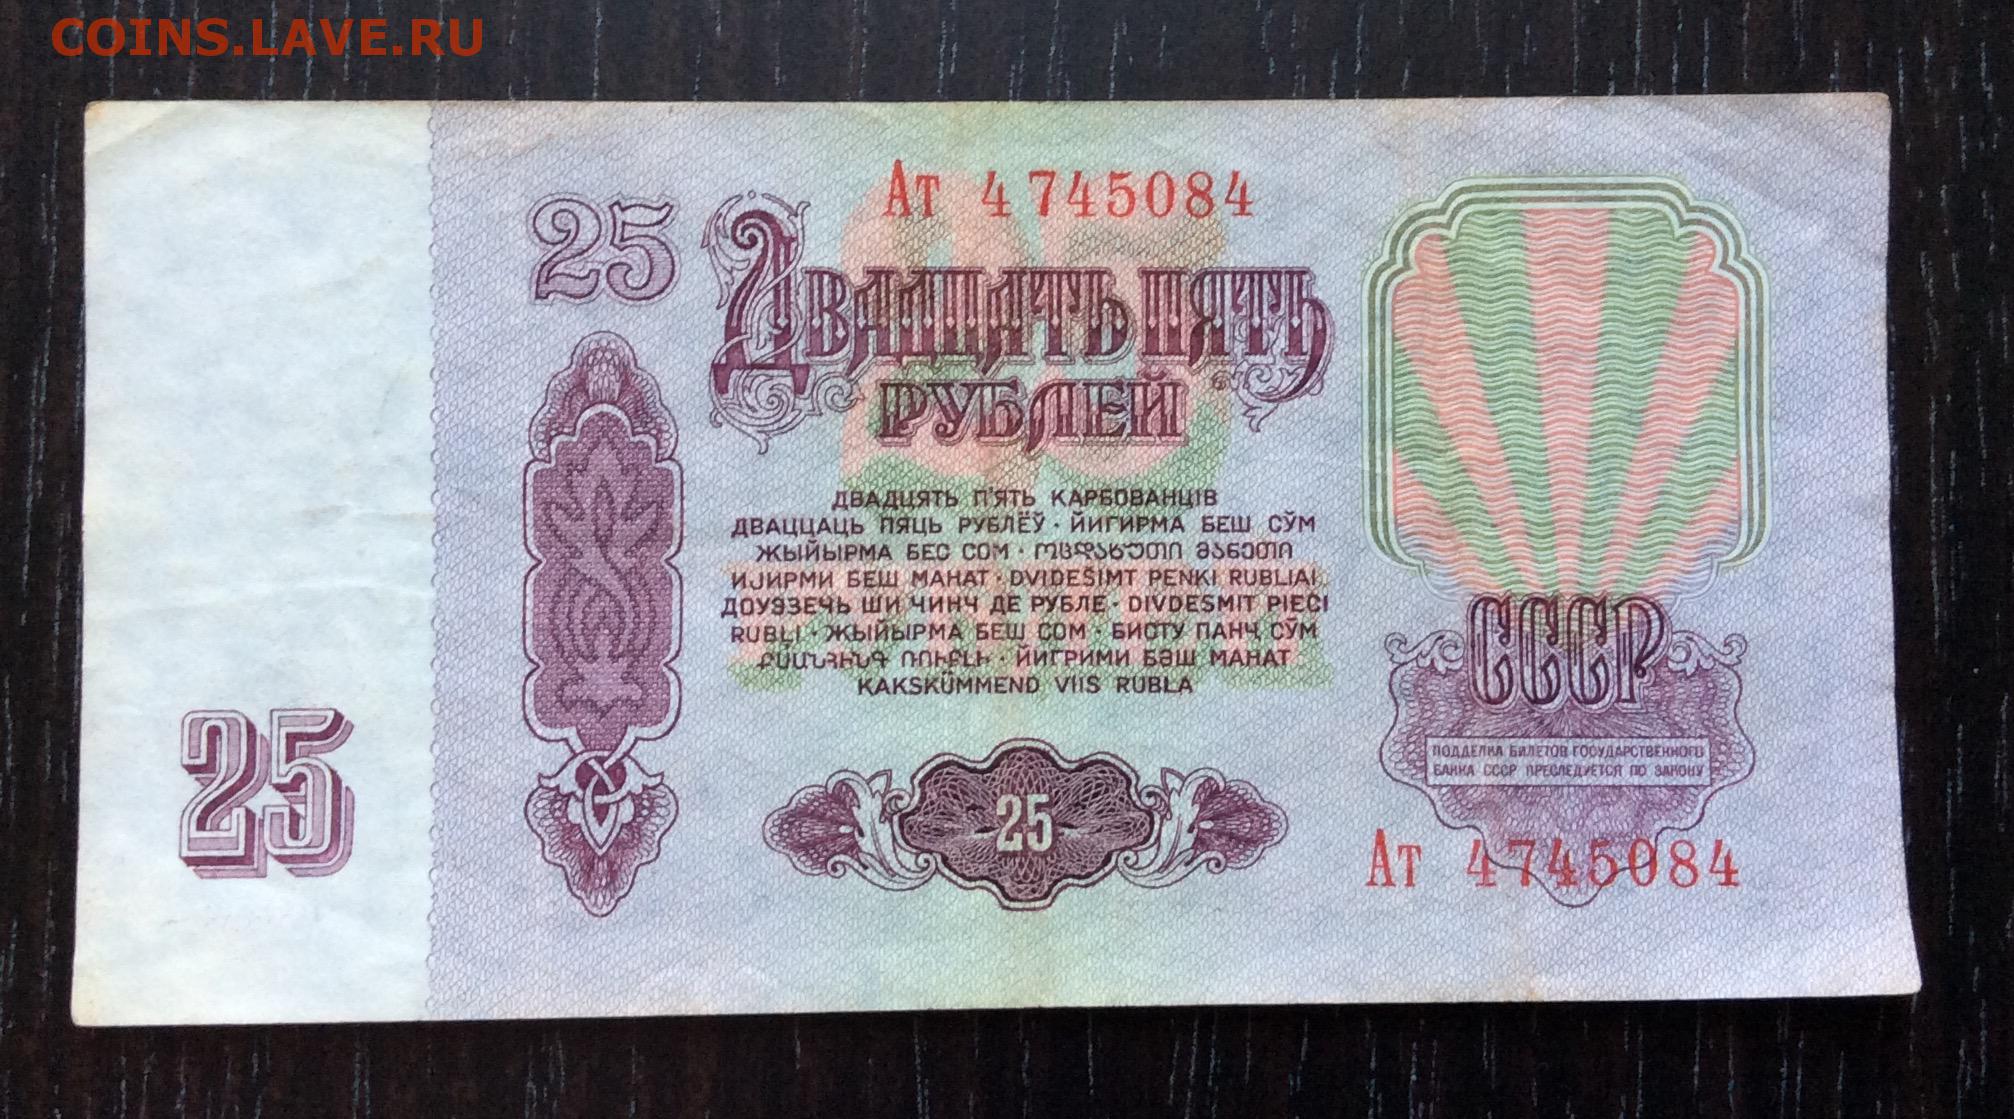 COINS.LAVE.RU
Ат 4745084
25
Двадцать пять
рублей
ДВАДЦЯТЬ П'ЯТЬ КАРБОВАНЦІВ
ДВАЦЦАЦЬ ПЯЦЬ РУБЛЁЎ · ЙИГИРМА БЕШ СЎМ
ЖЫЙЫРМА БЕС СОМ · ᲝᲪᲓᲐᲮᲣᲗᲘ ᲛᲐᲜᲔᲗᲘ
ИЈИРМИ БЕШ МАНАТ · DVIDEŠIMT PENKI RUBLIAI
ДОУЭЗЕЧЬ ШИ ЧИНЧ ДЕ РУБЛЕ · DIVDESMIT PIECI
RUBĻI · ЖЫЙЫРМА БЕШ СОМ · БИСТУ ПАНҶ СӮМ
ՔՍԱՆՀԻՆԳ ՌՈՒԲԼԻ · ЙИГРИМИ БӘШ МАНАТ
KAKSKÜMMEND VIIS RUBLA
СССР
ПОДДЕЛКА БИЛЕТОВ ГОСУДАРСТВЕННОГО
БАНКА СССР ПРЕСЛЕДУЕТСЯ ПО ЗАКОНУ
25
25
Ат 4745084